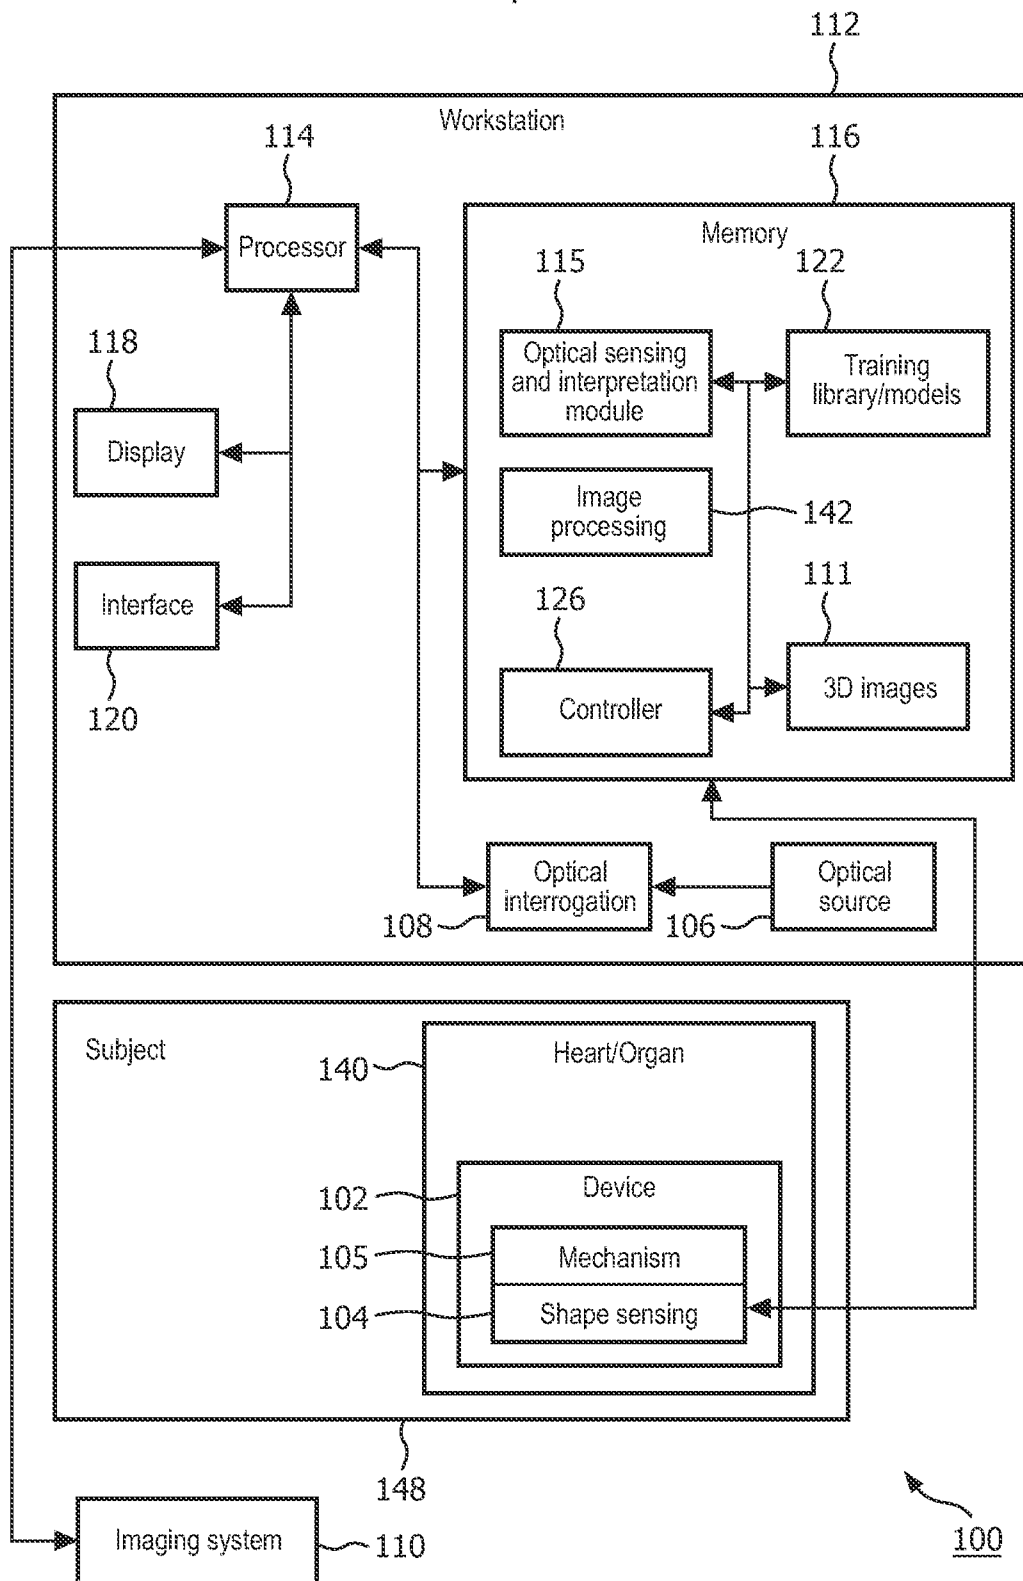 112
Workstation
114
116
Processor
Memory
115
122
118
Optical sensing
and interpretation
module
Training
library/models
Display
Image
processing
142
111
Interface
126
3D images
120
Controller
Optical
interrogation
Optical
source
108
106
Subject
Heart/Organ
140
102
Device
105
Mechanism
104
Shape sensing
148
Imaging system
110
100